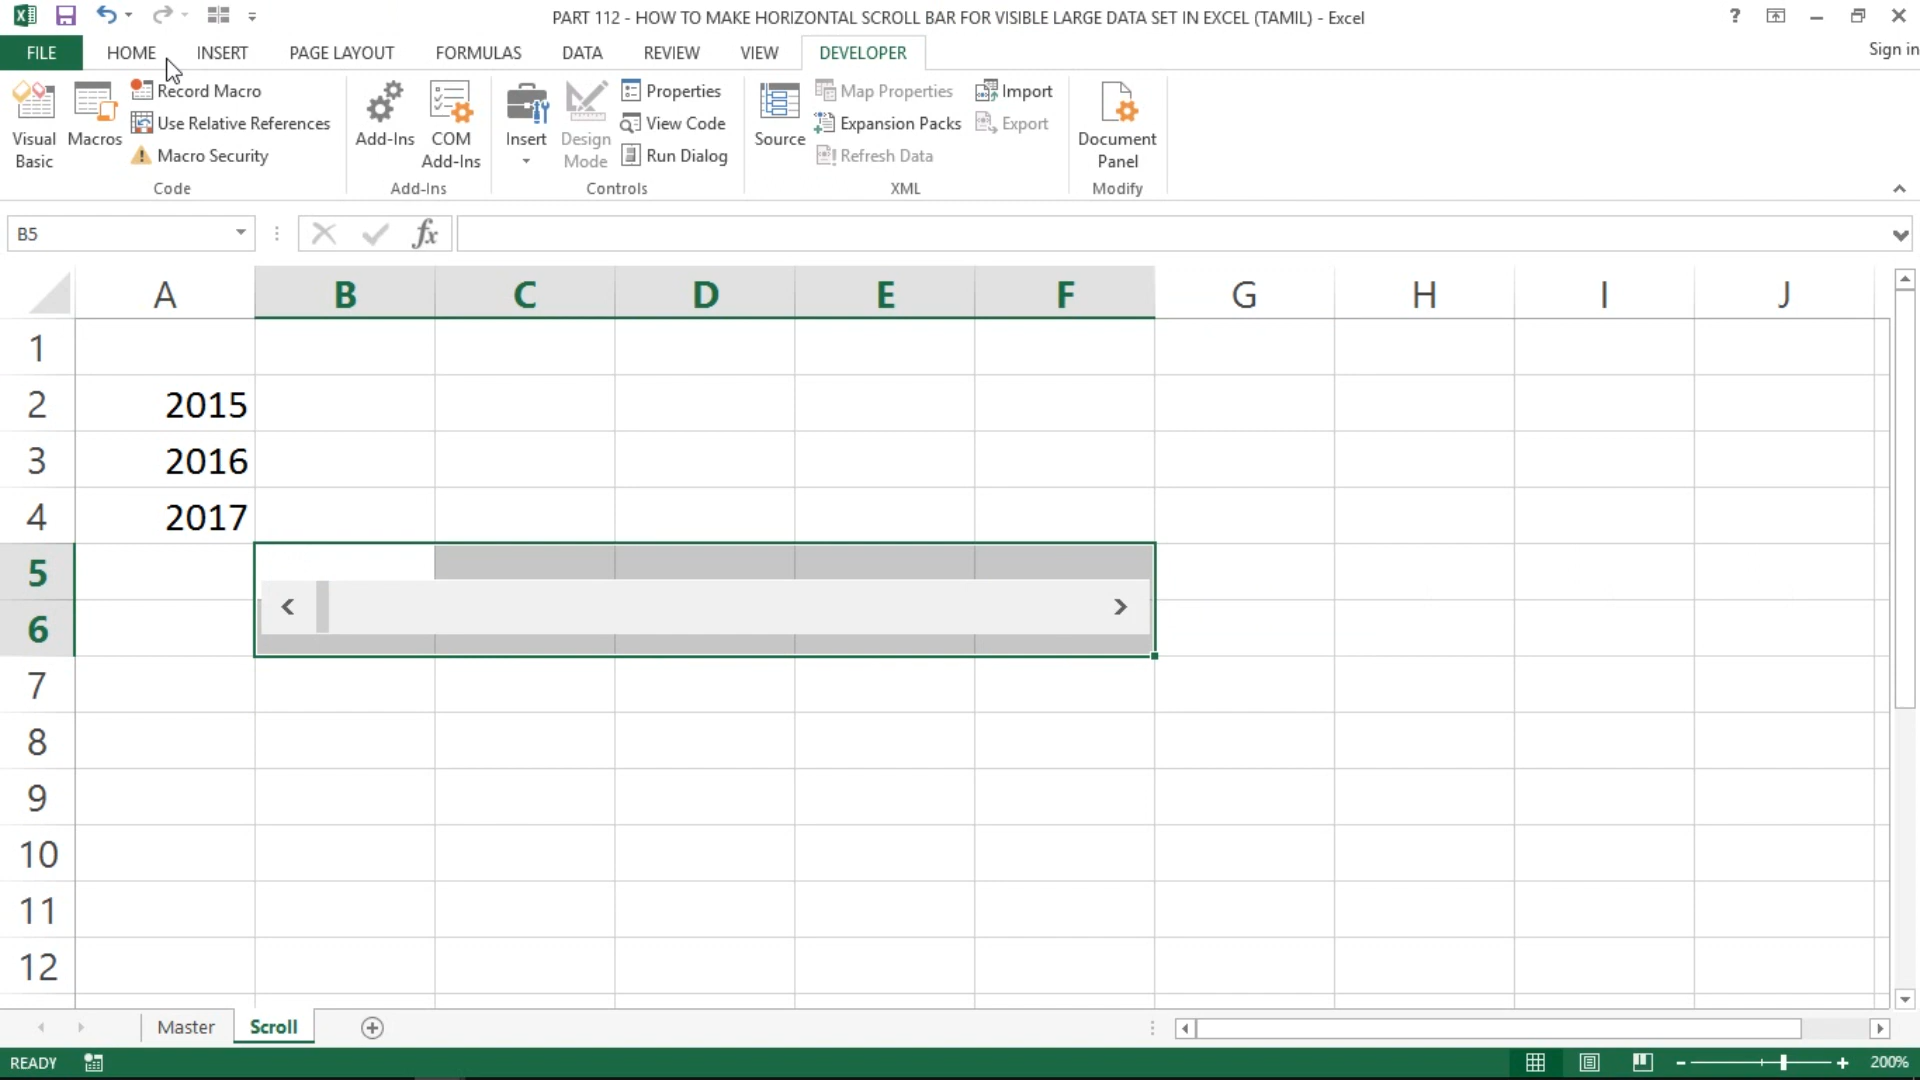 PART 112 - HOW TO MAKE HORIZONTAL SCROLL BAR FOR VISIBLE LARGE DATA SET IN EXCEL (TAMIL) - Excel
?
FILE HOME INSERT PAGE LAYOUT FORMULAS DATA REVIEW VIEW DEVELOPER Sign in
Visual Basic
Macros
Record Macro
Use Relative References
Macro Security
Code
Add-Ins
COM Add-Ins
Add-Ins
Insert
Design Mode
Properties
View Code
Run Dialog
Controls
Source
Map Properties
Expansion Packs
Refresh Data
Import
Export
XML
Document Panel
Modify
B5
fx
A B C D E F G H I J
1
2 2015
3 2016
4 2017
5
6
7
8
9
10
11
12
Master Scroll
READY 200%